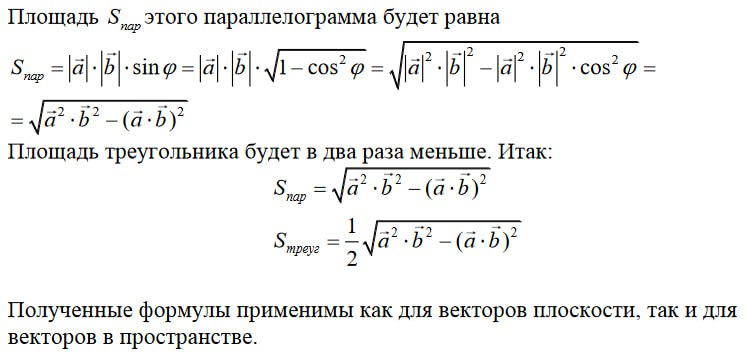 Площадь S_{пар} этого параллелограмма будет равна
S_{пар} = |\vec{a}| \cdot |\vec{b}| \cdot \sin \varphi = |\vec{a}| \cdot |\vec{b}| \cdot \sqrt{1 - \cos^2 \varphi} = \sqrt{|\vec{a}|^2 \cdot |\vec{b}|^2 - |\vec{a}|^2 \cdot |\vec{b}|^2 \cdot \cos^2 \varphi} =
= \sqrt{\vec{a}^2 \cdot \vec{b}^2 - (\vec{a} \cdot \vec{b})^2}
Площадь треугольника будет в два раза меньше. Итак:
S_{пар} = \sqrt{\vec{a}^2 \cdot \vec{b}^2 - (\vec{a} \cdot \vec{b})^2}
S_{треуг} = \frac{1}{2} \sqrt{\vec{a}^2 \cdot \vec{b}^2 - (\vec{a} \cdot \vec{b})^2}
Полученные формулы применимы как для векторов плоскости, так и для
векторов в пространстве.